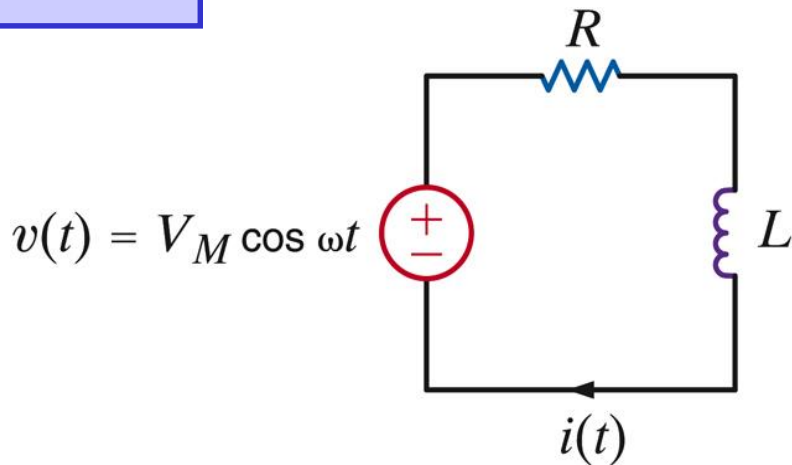 R
v(t) = V_M cos ωt
+
−
L
i(t)